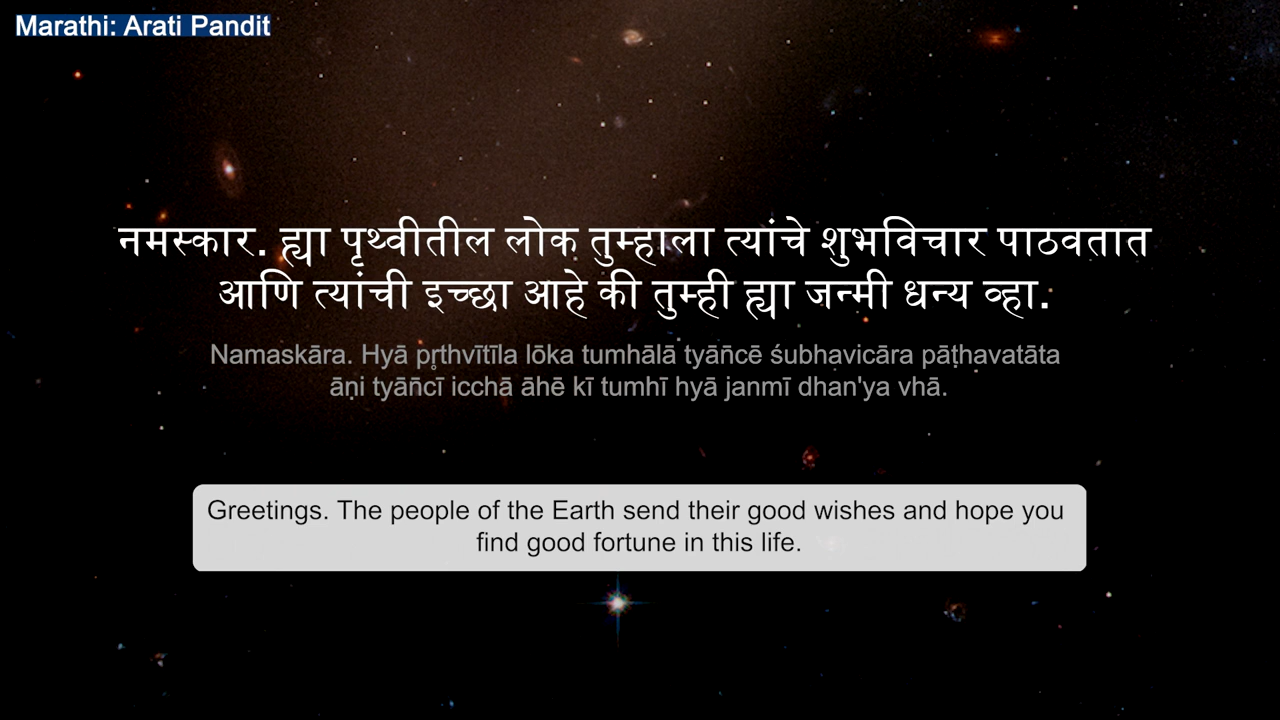 Marathi: Arati Pandit
नमस्कार. ह्या पृथ्वीतील लोक तुम्हाला त्यांचे शुभविचार पाठवतात
आणि त्यांची इच्छा आहे की तुम्ही ह्या जन्मी धन्य व्हा.
Namaskāra. Hyā pr̥thvītīla lōka tumhālā tyān̄cē śubhavicāra pāṭhavatāta
āṇi tyān̄cī icchā āhē kī tumhī hyā janmī dhan'ya vhā.
Greetings. The people of the Earth send their good wishes and hope you
find good fortune in this life.